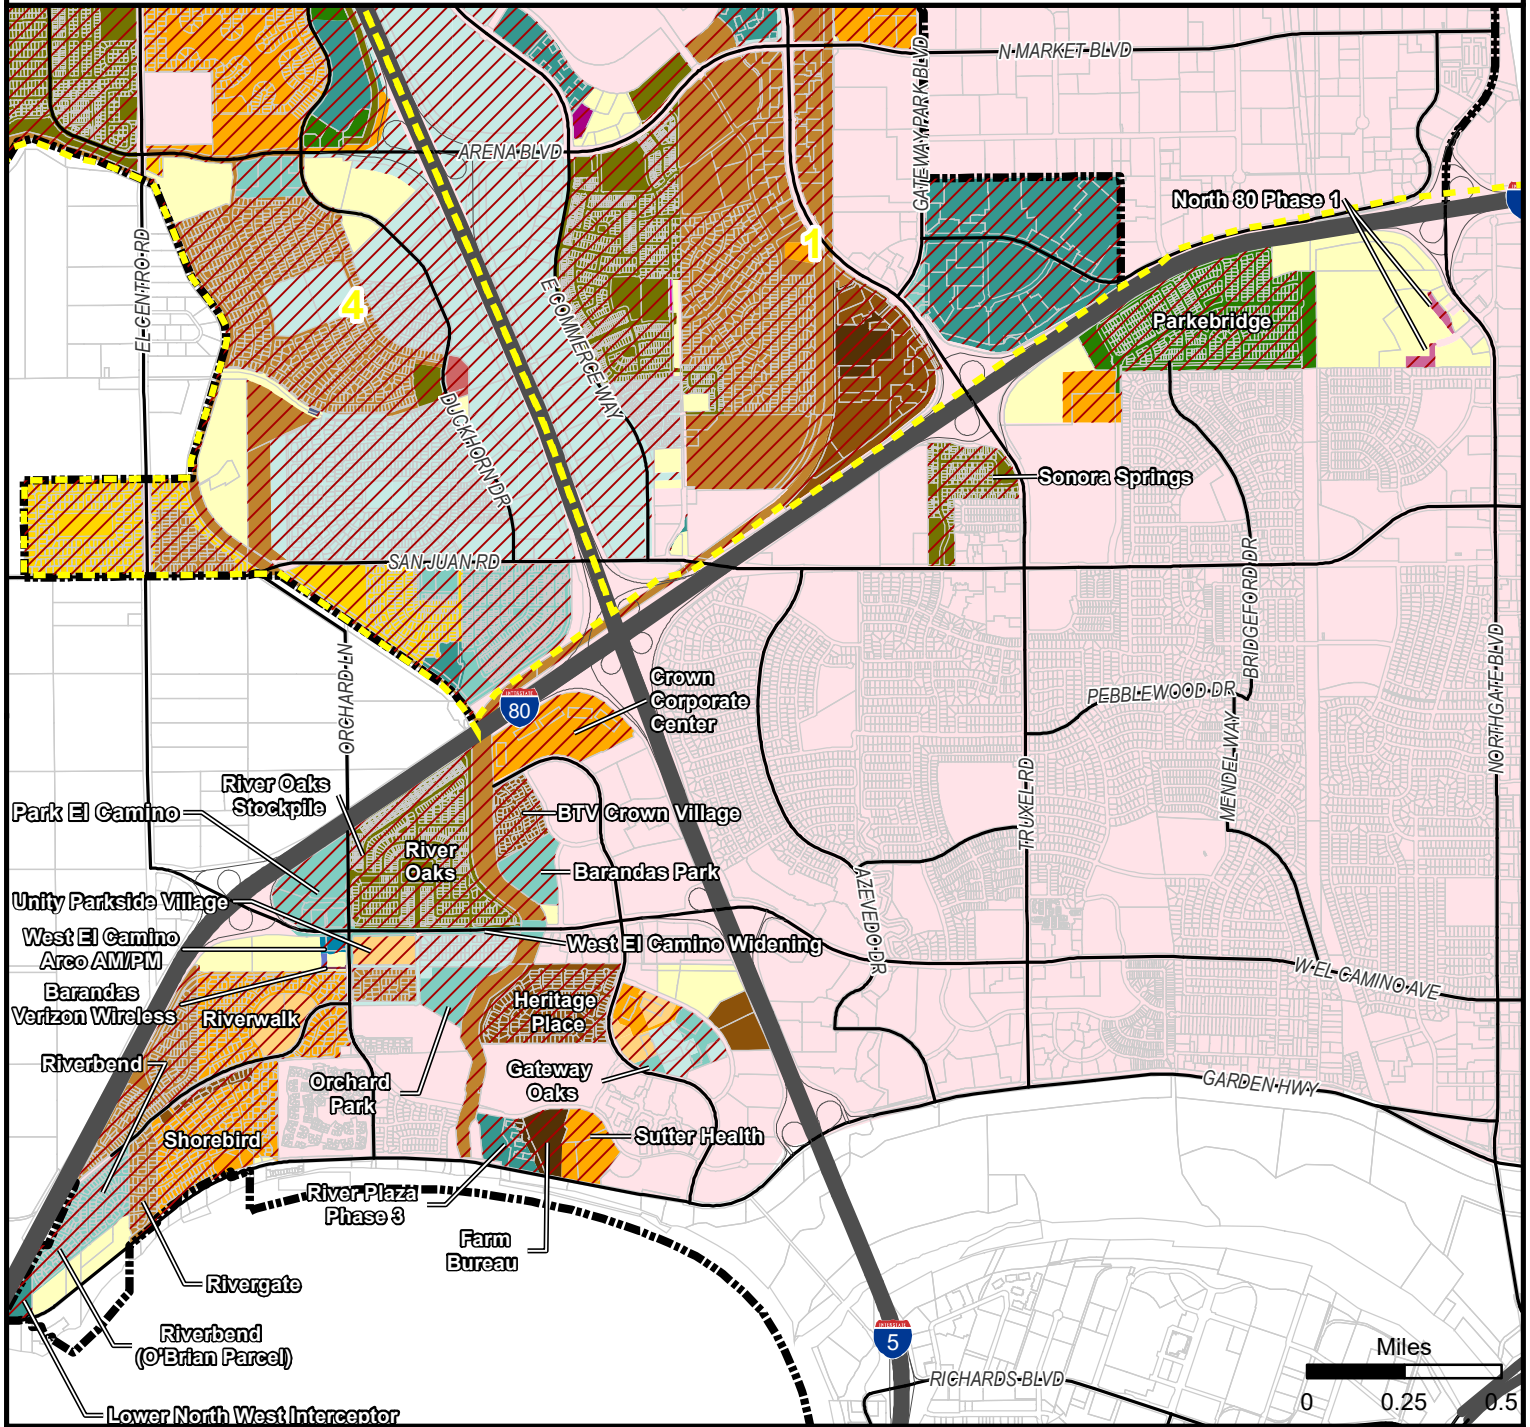 N MARKET BLVD
GATEWAY PARK BLVD
ARENA BLVD
North 80 Phase 1
EL CENTRO RD
1
4
E COMMERCE WAY
Parkebridge
DUCKHORN DR
Sonora Springs
SAN JUAN RD
BRIDGEFORD DR
ORCHARD LN
NORTHGATE BLVD
Crown
Corporate
Center
PEBBLEWOOD DR
INTERSTATE
80
MENDEL WAY
TRUXEL RD
River Oaks
Stockpile
Park El Camino
BTV Crown Village
River
Oaks
Barandas Park
AZEVEDO DR
Unity Parkside Village
West El Camino
Arco AM/PM
West El Camino Widening
W EL CAMINO AVE
Barandas
Verizon Wireless
Riverwalk
Heritage
Place
Riverbend
Orchard
Park
Gateway
Oaks
GARDEN HWY
Shorebird
Sutter Health
River Plaza
Phase 3
Farm
Bureau
Rivergate
Riverbend
(O'Brian Parcel)
INTERSTATE
5
Miles
RICHARDS BLVD
0 0.25 0.5
Lower North West Interceptor